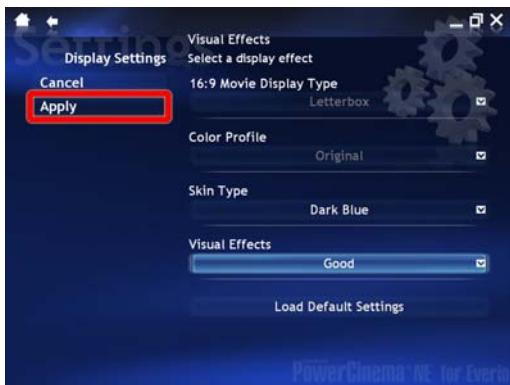 Settings
Display Settings
Cancel
Apply
Visual Effects
Select a display effect
16:9 Movie Display Type
Letterbox
Color Profile
Original
Skin Type
Dark Blue
Visual Effects
Good
Load Default Settings
PowerCinema NE for Everio